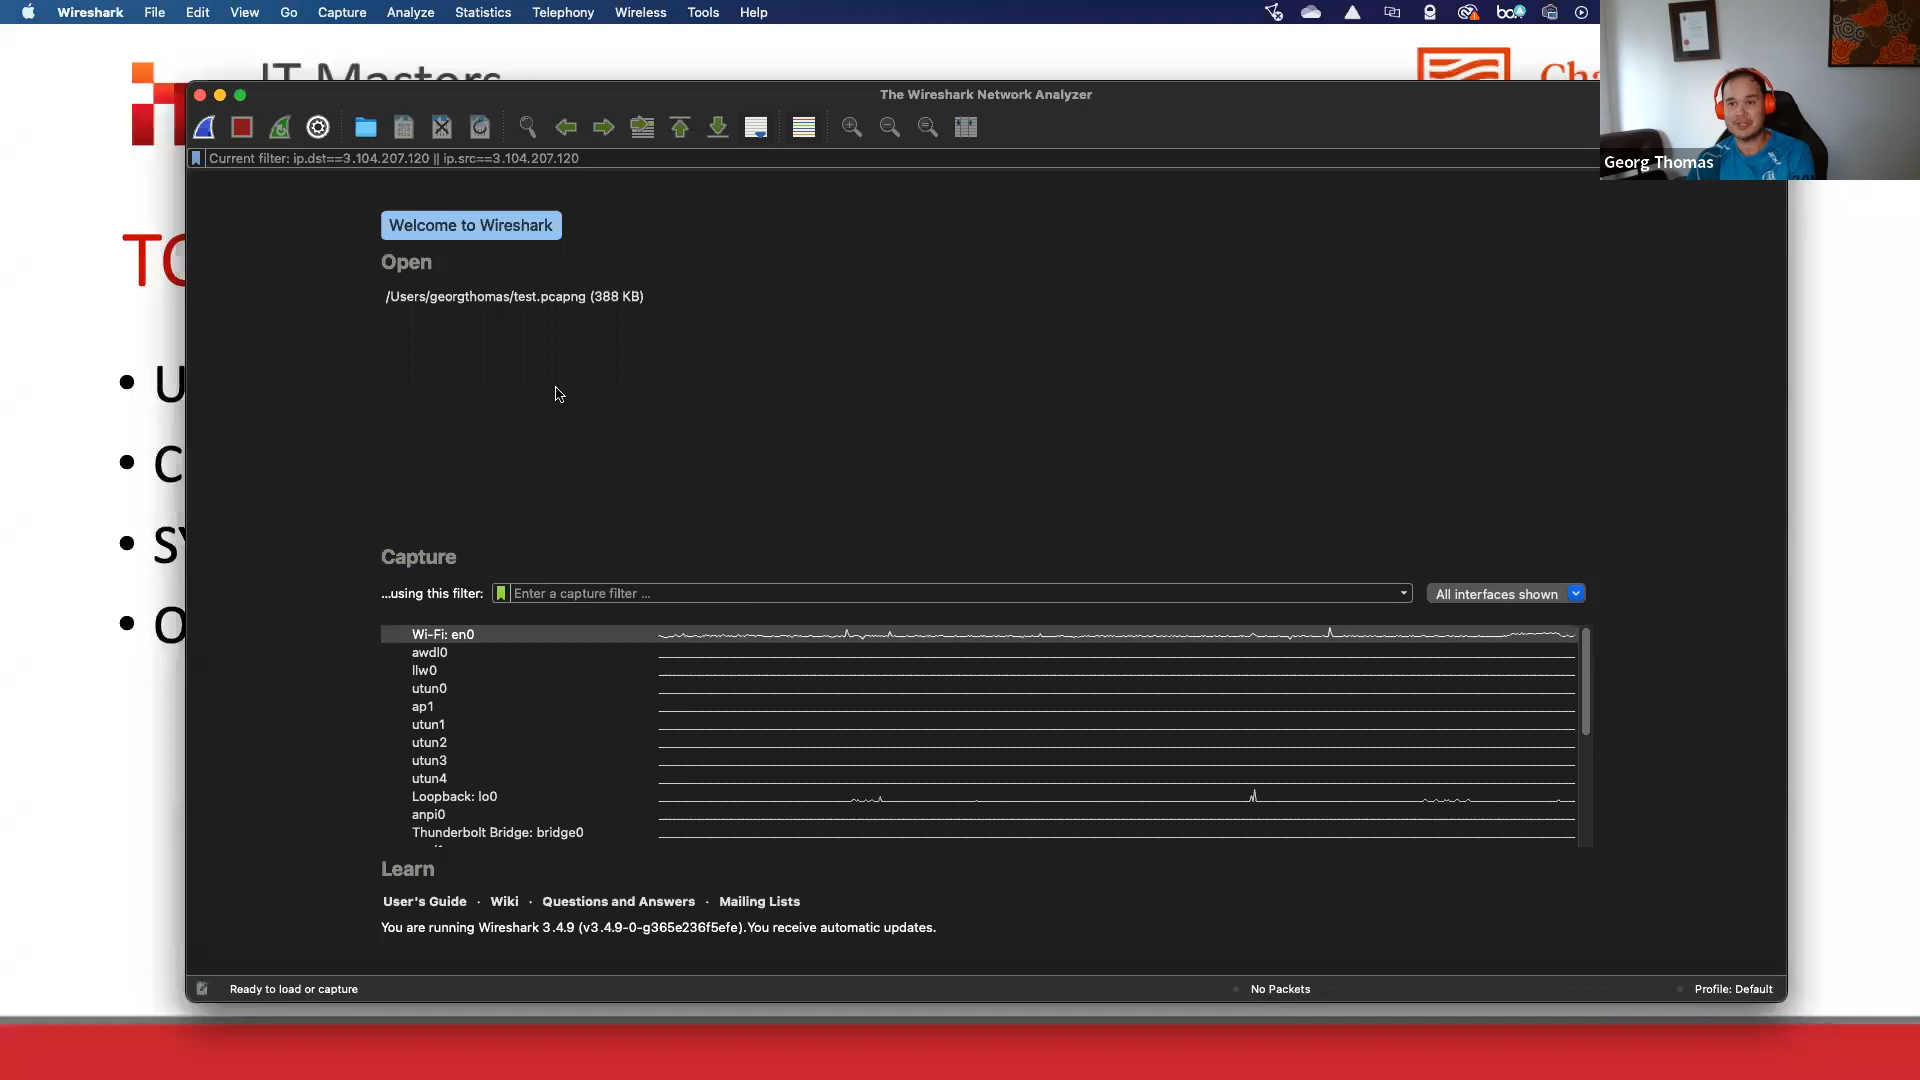 Wireshark File Edit View Go Capture Analyze Statistics Telephony Wireless Tools Help
IT Masters
Cha
The Wireshark Network Analyzer
Current filter: ip.dst==3.104.207.120 || ip.src==3.104.207.120
Georg Thomas
Welcome to Wireshark
TO
Open
/Users/georgthomas/test.pcapng (388 KB)
• U
• C
• SY
• O
Capture
...using this filter: Enter a capture filter ... All interfaces shown
Wi-Fi: en0
awdl0
llw0
utun0
ap1
utun1
utun2
utun3
utun4
Loopback: lo0
anpi0
Thunderbolt Bridge: bridge0
Learn
User's Guide · Wiki · Questions and Answers · Mailing Lists
You are running Wireshark 3.4.9 (v3.4.9-0-g365e236f5efe).You receive automatic updates.
Ready to load or capture No Packets Profile: Default